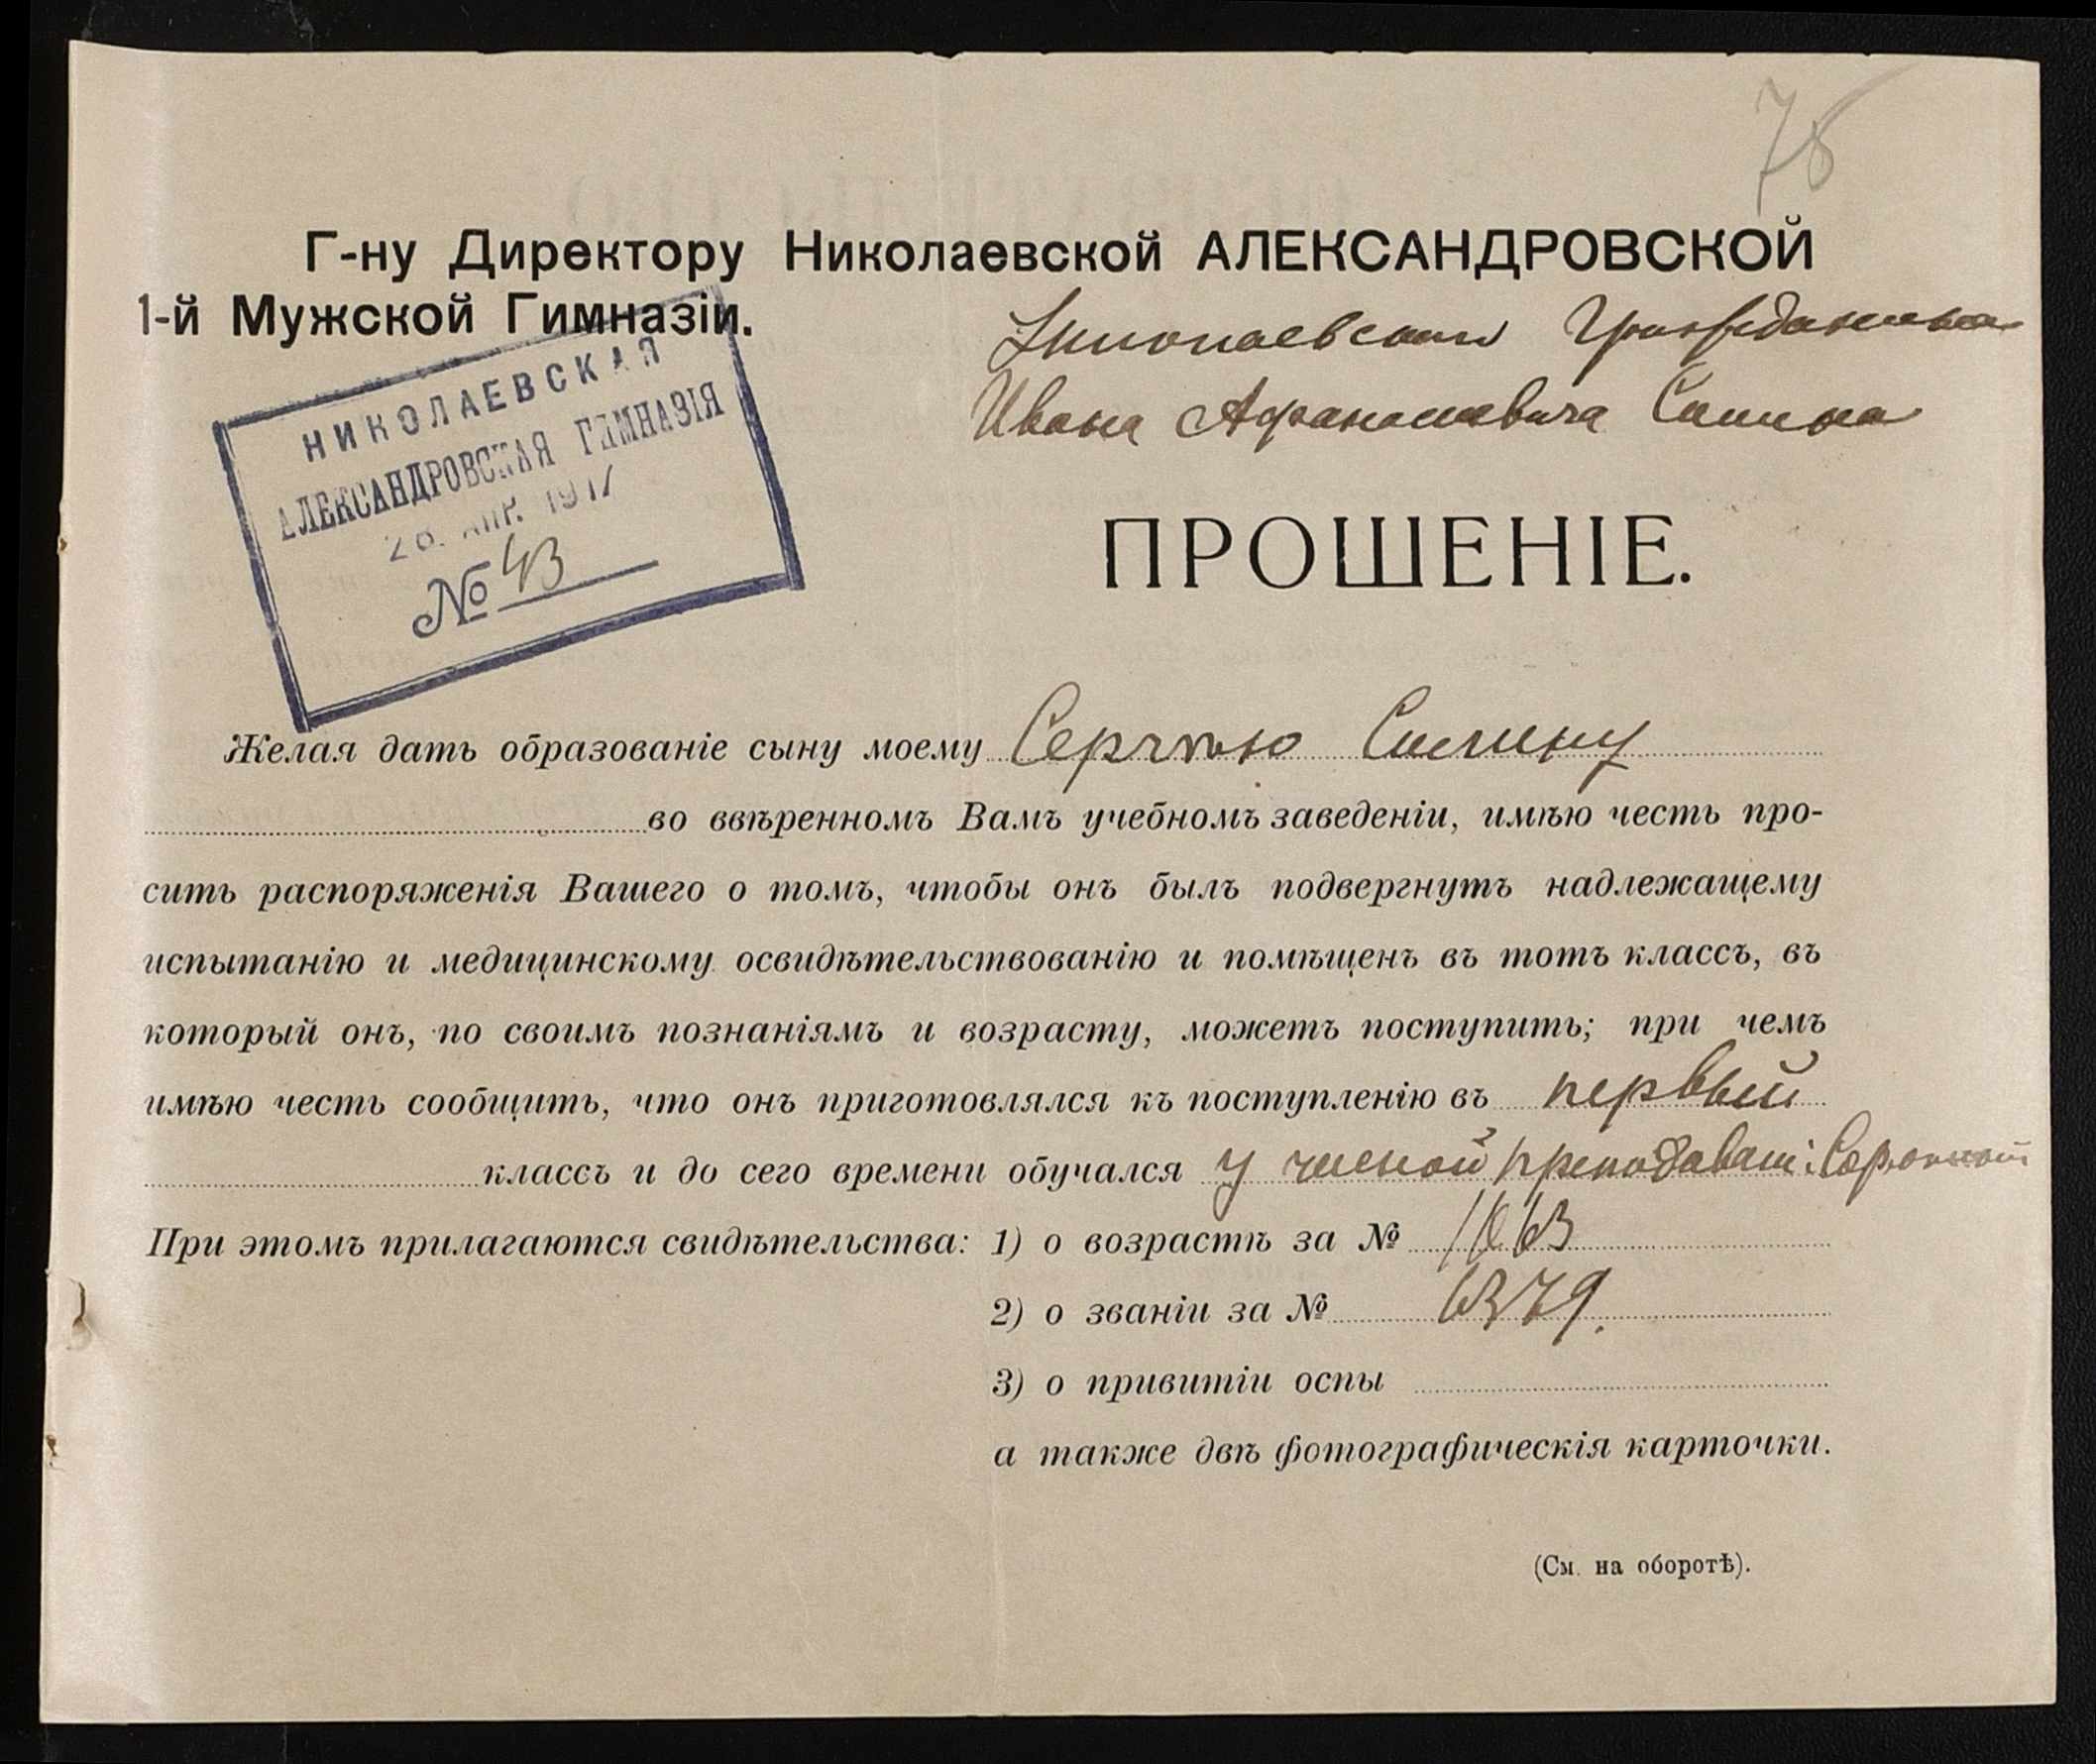 78
Г-ну Директору Николаевской АЛЕКСАНДРОВСКОЙ
1-й Мужской Гимназіи.
Гражданина
Ивана Афанасиевича
НИКОЛАЕВСКАЯ
АЛЕКСАНДРОВСКАЯ ГИМНАЗІЯ
АПР. 1917
№ 43
ПРОШЕНІЕ.
Желая дать образованіе сыну моему Сергѣю Силину
во ввѣренномъ Вамъ учебномъ заведеніи, имѣю честь про-
сить распоряженія Вашего о томъ, чтобы онъ былъ подвергнутъ надлежащему
испытанію и медицинскому освидѣтельствованію и помѣщенъ въ тотъ классъ, въ
который онъ, по своимъ познаніямъ и возрасту, можетъ поступить; при чемъ
имѣю честь сообщить, что онъ приготовлялся къ поступленію въ первый
классъ и до сего времени обучался у
При этомъ прилагаются свидѣтельства: 1) о возрастѣ за №
2) о званіи за № 6379.
3) о привитіи оспы
а также двѣ фотографическія карточки.
(См. на оборотѣ).